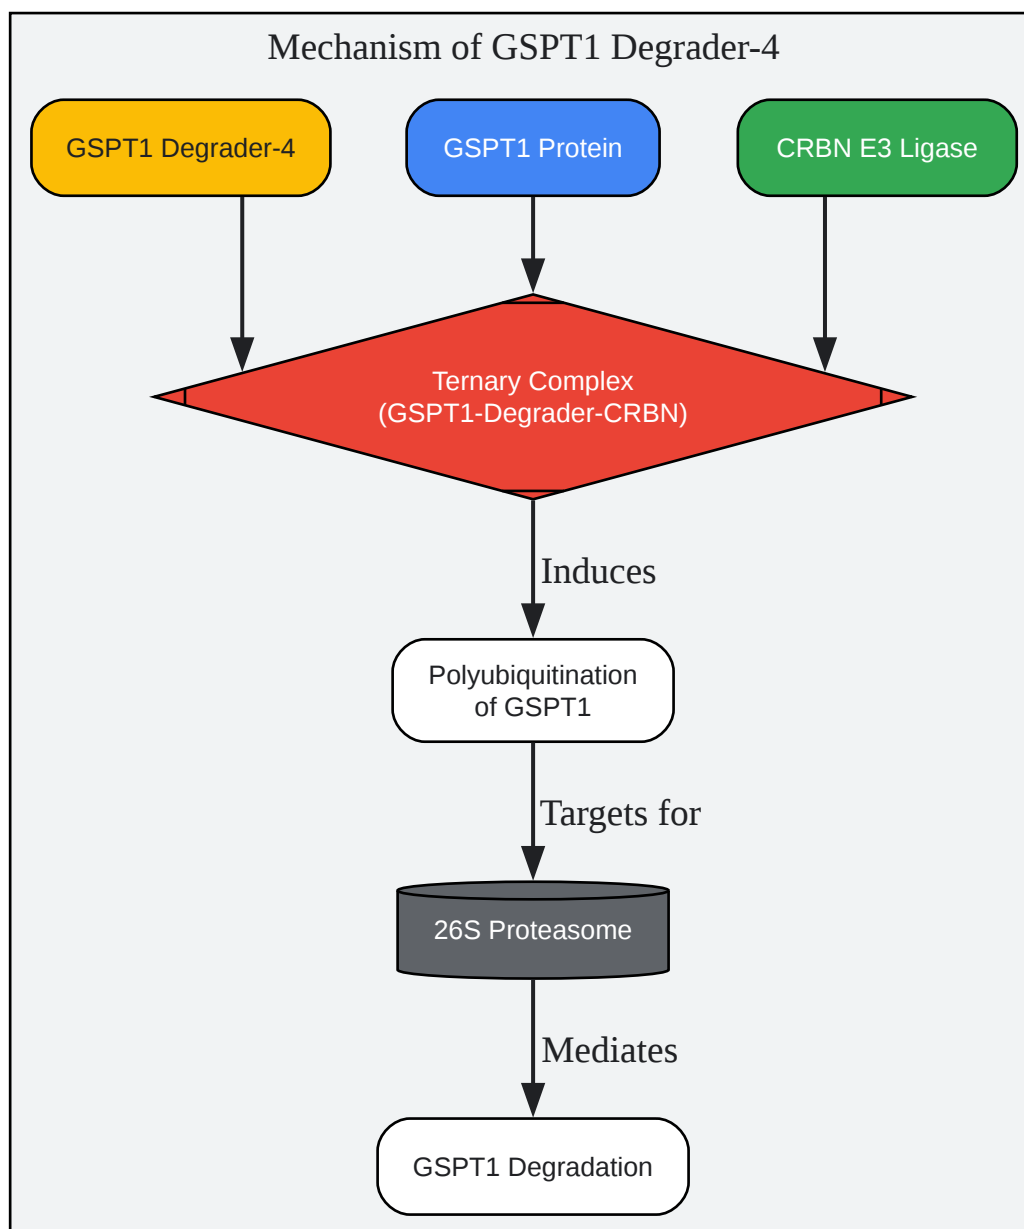 Mechanism of GSPT1 Degrader-4
GSPT1 Degrader-4
GSPT1 Protein
CRBN E3 Ligase
Ternary Complex
(GSPT1-Degrader-CRBN)
Induces
Polyubiquitination
of GSPT1
Targets for
26S Proteasome
Mediates
GSPT1 Degradation